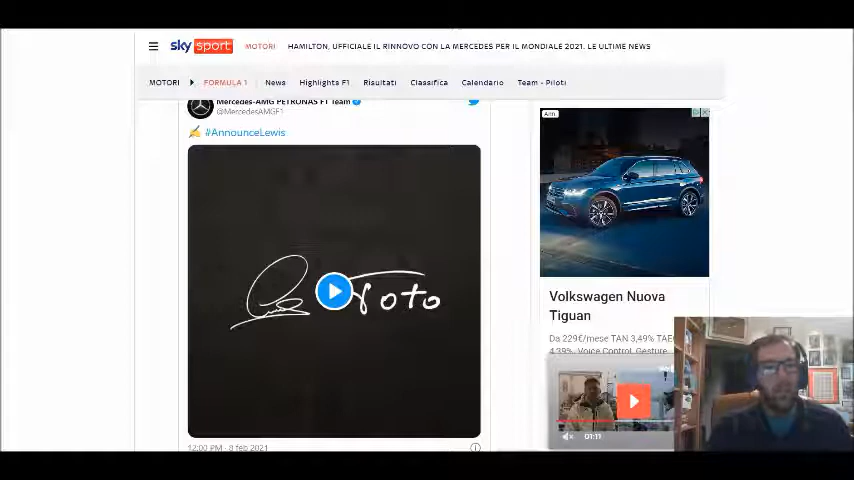 sky sport MOTORI HAMILTON, UFFICIALE IL RINNOVO CON LA MERCEDES PER IL MONDIALE 2021. LE ULTIME NEWS
MOTORI FORMULA 1 News Highlights F1 Risultati Classifica Calendario Team - Piloti
Mercedes-AMG PETRONAS F1 Team
@MercedesAMGF1
#AnnounceLewis
Toto
12:00 PM · 8 feb 2021
Ann.
Volkswagen Nuova
Tiguan
Da 229€/mese TAN 3,49% TAE
4,39%. Voice Control, Gesture
01:11